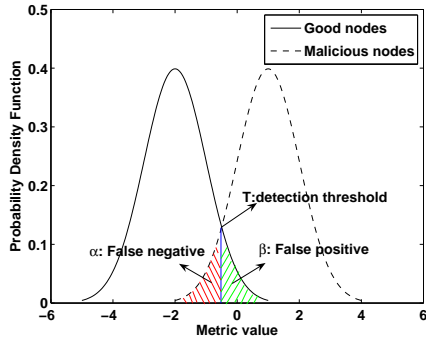 0.5
0.4
0.3
0.2
0.1
0
Probability Density Function
Good nodes
Malicious nodes
T:detection threshold
α: False negative
β: False positive
−6 −4 −2 0 2 4 6
Metric value